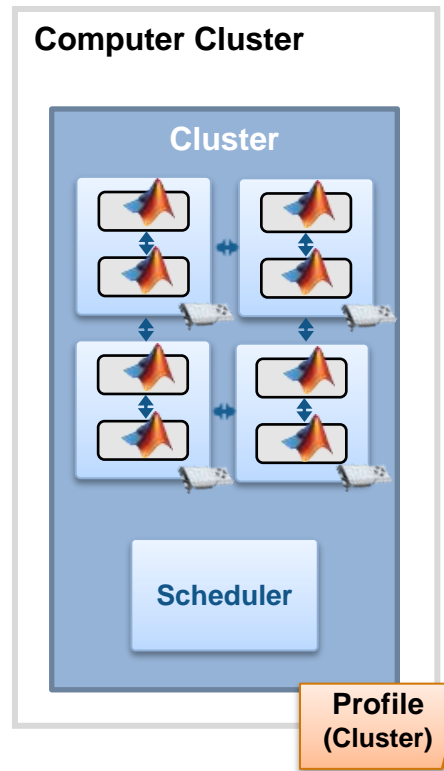 Computer Cluster
Cluster
Scheduler
Profile
(Cluster)